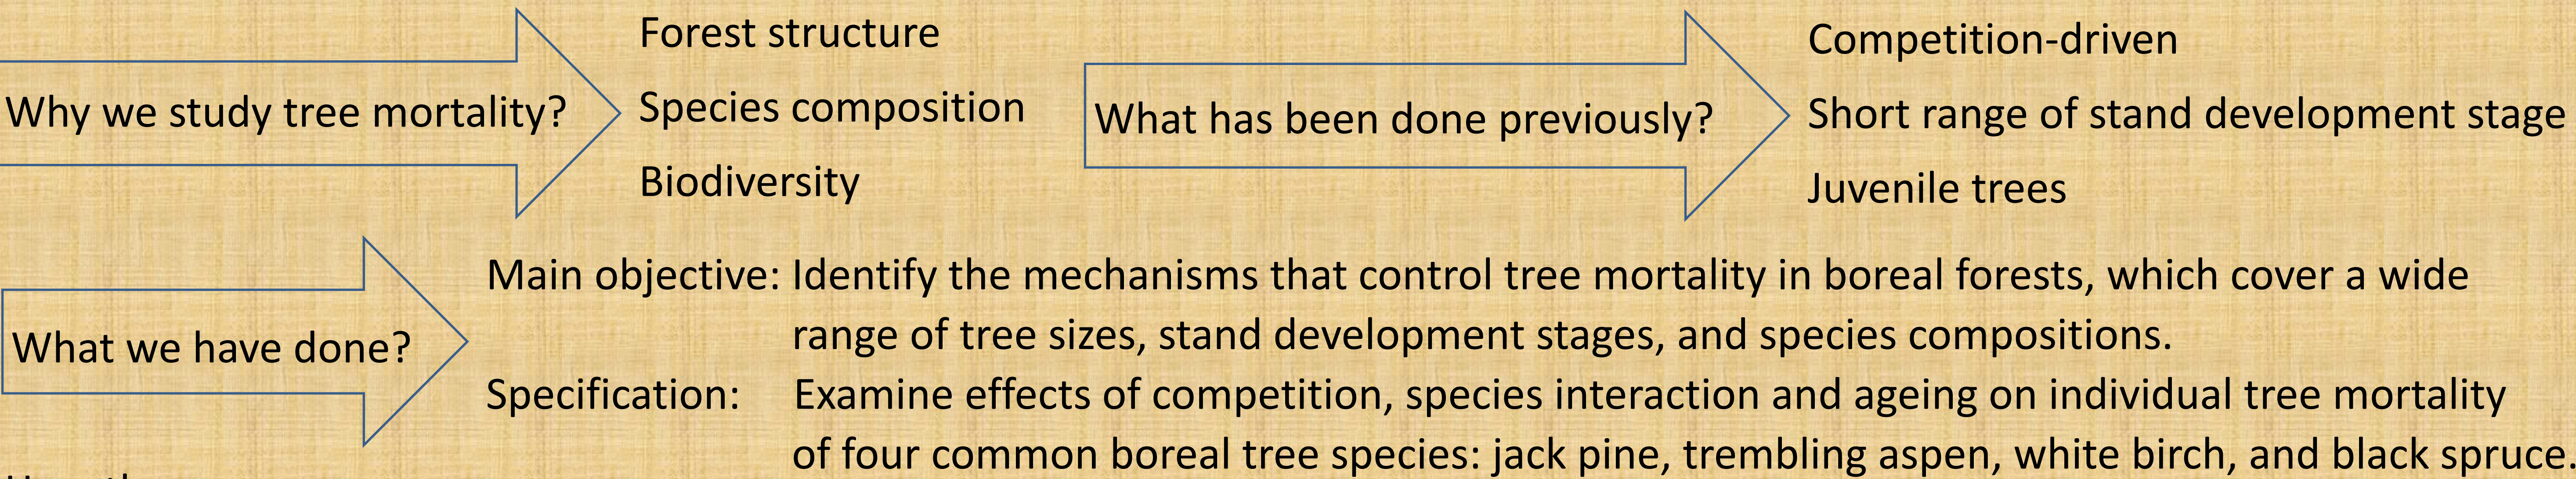 Why we study tree mortality?
Forest structure
Species composition
Biodiversity
What has been done previously?
Competition-driven
Short range of stand development stage
Juvenile trees
What we have done?
Main objective: Identify the mechanisms that control tree mortality in boreal forests, which cover a wide
range of tree sizes, stand development stages, and species compositions.
Specification: Examine effects of competition, species interaction and ageing on individual tree mortality
of four common boreal tree species: jack pine, trembling aspen, white birch, and black spruce.